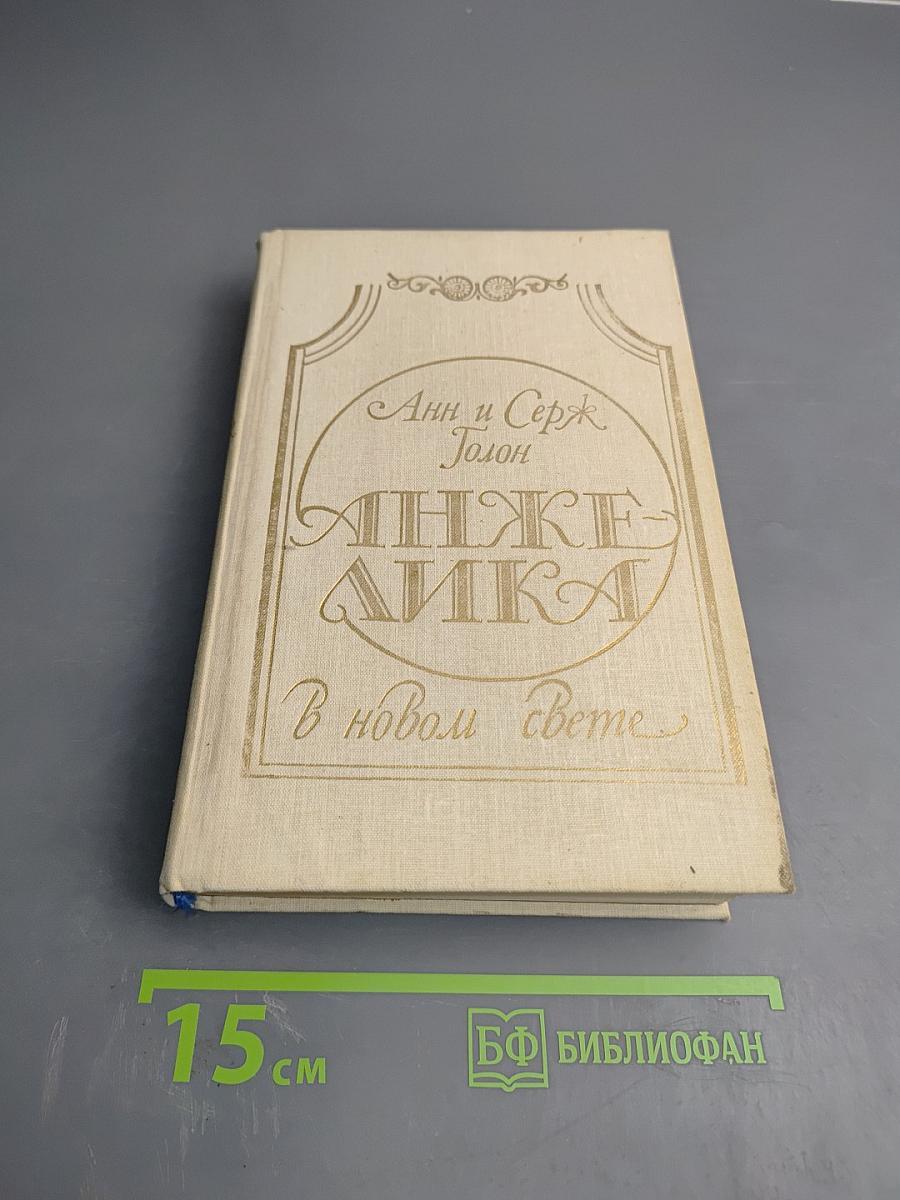 Анн и Серж
Голон
АНЖЕ-
ЛИКА
в новом свете
15 см
БФ БИБЛИОФАН